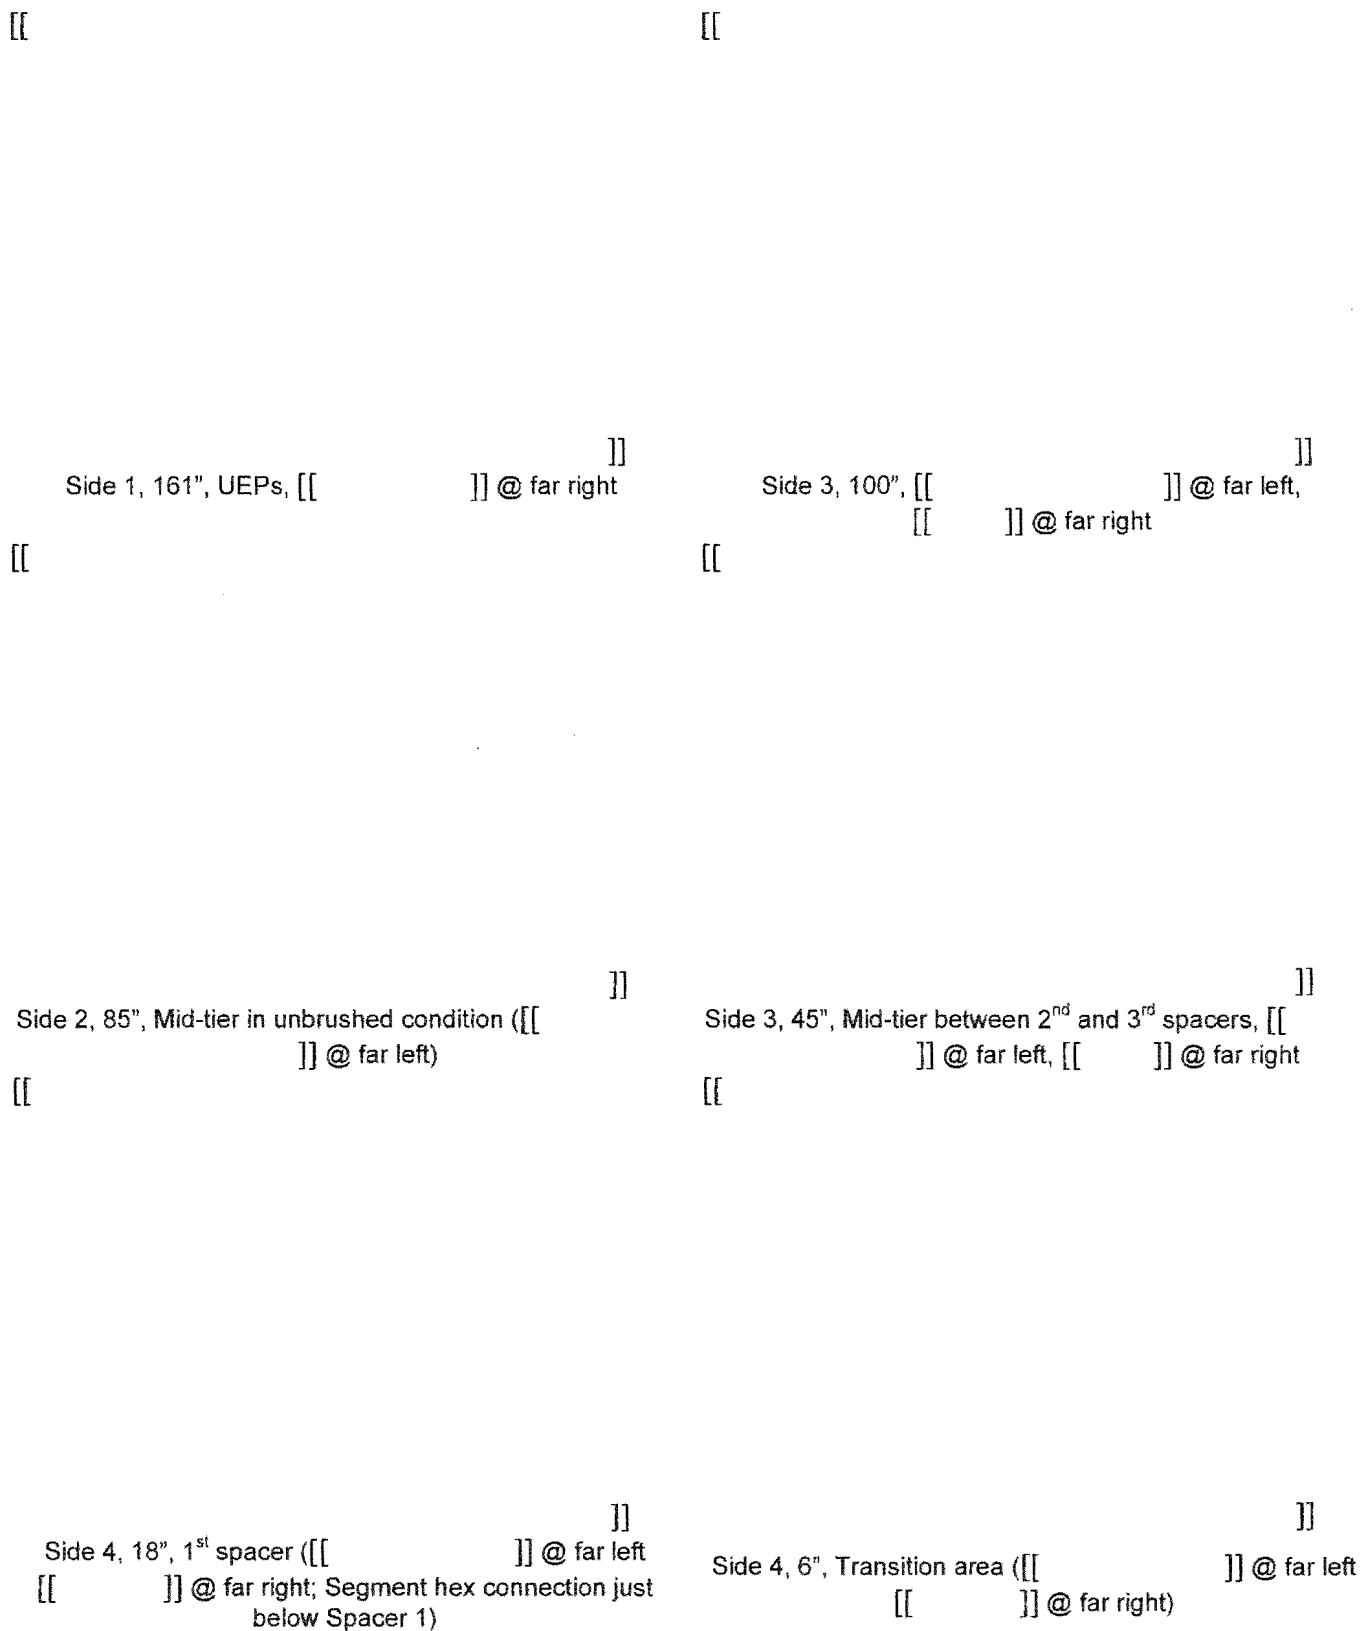 [[
]]
Side 1, 161", UEPs, [[ ]] @ far right
[[
]]
Side 3, 100", [[ ]] @ far left,
[[ ]] @ far right
[[
]]
Side 2, 85", Mid-tier in unbrushed condition ([[
]] @ far left)
[[
]]
Side 3, 45", Mid-tier between 2nd and 3rd spacers, [[
]] @ far left, [[ ]] @ far right
[[
]]
Side 4, 18", 1st spacer ([[ ]] @ far left
[[ ]] @ far right; Segment hex connection just
below Spacer 1)
[[
]]
Side 4, 6", Transition area ([[ ]] @ far left
[[ ]] @ far right)